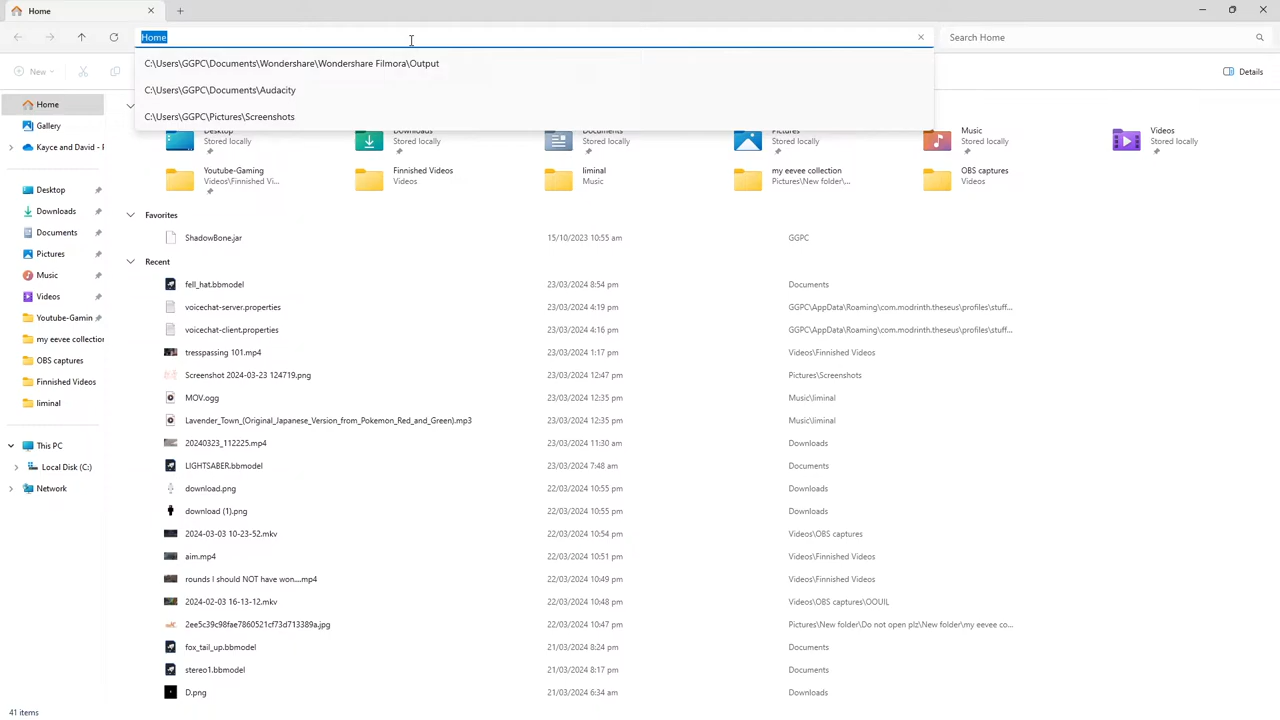 Home
Home
Search Home
C:\Users\GGPC\Documents\Wondershare\Wondershare Filmora\Output
C:\Users\GGPC\Documents\Audacity
C:\Users\GGPC\Pictures\Screenshots
New
Details
Home
Gallery
Kayce and David - F
Desktop
Downloads
Documents
Pictures
Music
Videos
Youtube-Gamin
my eevee collection
OBS captures
Finnished Videos
liminal
This PC
Local Disk (C:)
Network
Desktop
Stored locally
Downloads
Stored locally
Documents
Stored locally
Pictures
Stored locally
Music
Stored locally
Videos
Stored locally
Youtube-Gaming
Videos\Finnished Vi...
Finnished Videos
Videos
liminal
Music
my eevee collection
Pictures\New folder\...
OBS captures
Videos
Favorites
ShadowBone.jar 15/10/2023 10:55 am GGPC
Recent
fell_hat.bbmodel 23/03/2024 8:54 pm Documents
voicechat-server.properties 23/03/2024 4:19 pm GGPC\AppData\Roaming\com.modrinth.theseus\profiles\stuff...
voicechat-client.properties 23/03/2024 4:16 pm GGPC\AppData\Roaming\com.modrinth.theseus\profiles\stuff...
tresspassing 101.mp4 23/03/2024 1:17 pm Videos\Finnished Videos
Screenshot 2024-03-23 124719.png 23/03/2024 12:47 pm Pictures\Screenshots
MOV.ogg 23/03/2024 12:35 pm Music\liminal
Lavender_Town_(Original_Japanese_Version_from_Pokemon_Red_and_Green).mp3 23/03/2024 12:35 pm Music\liminal
20240323_112225.mp4 23/03/2024 11:30 am Downloads
LIGHTSABER.bbmodel 23/03/2024 7:48 am Documents
download.png 22/03/2024 10:55 pm Downloads
download (1).png 22/03/2024 10:55 pm Downloads
2024-03-03 10-23-52.mkv 22/03/2024 10:54 pm Videos\OBS captures
aim.mp4 22/03/2024 10:51 pm Videos\Finnished Videos
rounds I should NOT have won....mp4 22/03/2024 10:49 pm Videos\Finnished Videos
2024-02-03 16-13-12.mkv 22/03/2024 10:48 pm Videos\OBS captures\OOUIL
2ee5c39c98fae7860521cf73d713389a.jpg 22/03/2024 10:47 pm Pictures\New folder\Do not open plz\New folder\my eevee co...
fox_tail_up.bbmodel 21/03/2024 8:24 pm Documents
stereo1.bbmodel 21/03/2024 8:17 pm Documents
D.png 21/03/2024 6:34 am Downloads
41 items